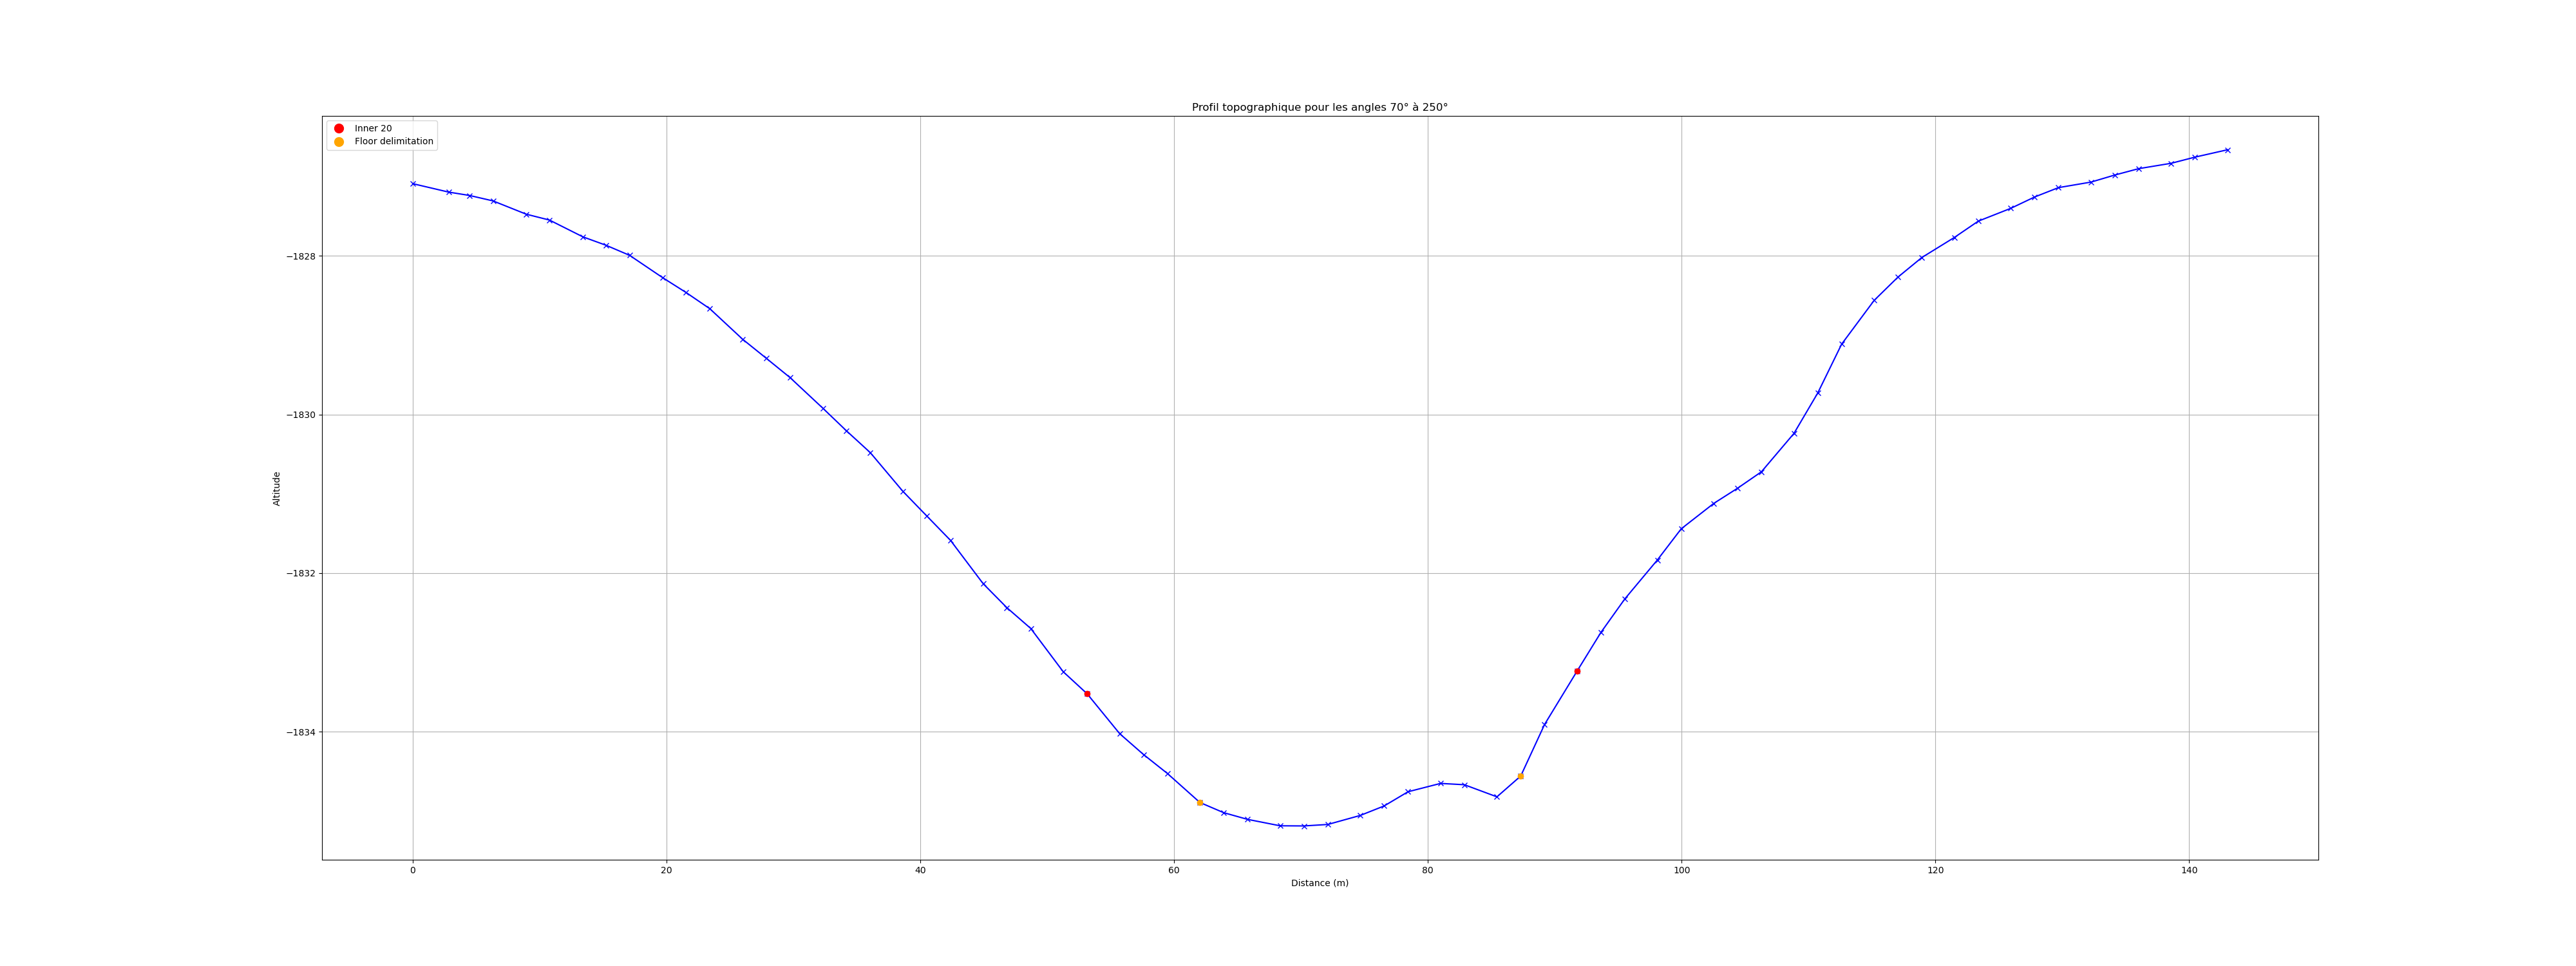 Profil topographique pour les angles 70° à 250°
Inner 20
Floor delimitation
−1828
−1830
−1832
−1834
Altitude
0 20 40 60 80 100 120 140
Distance (m)